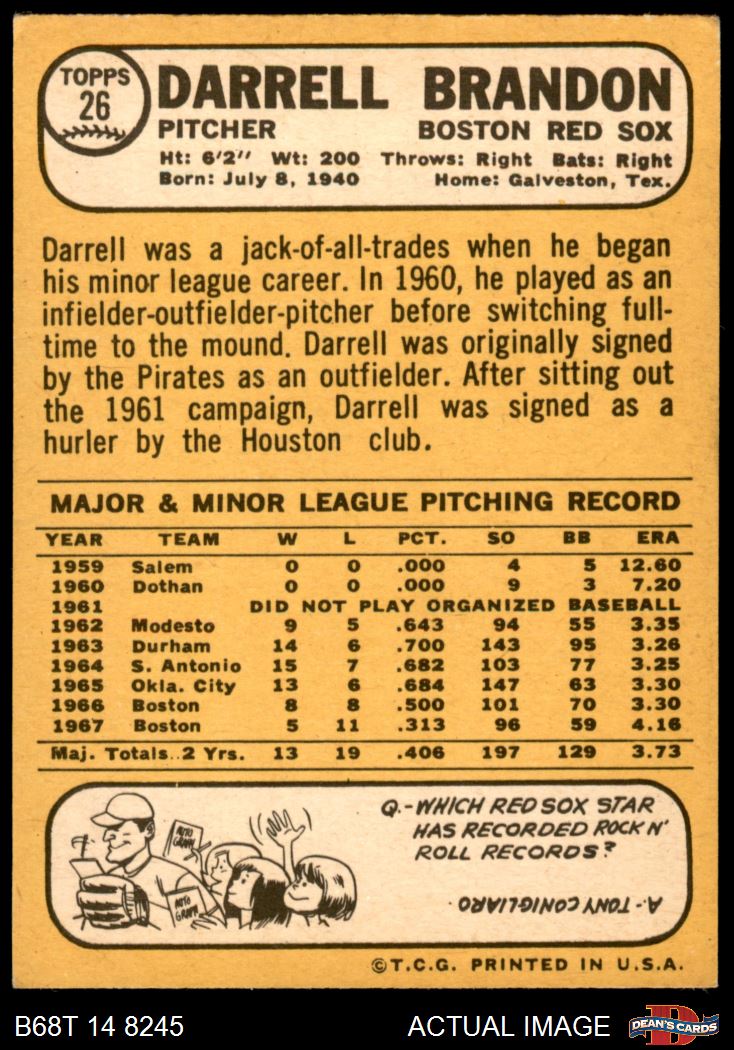 TOPPS
26
DARRELL BRANDON
PITCHER BOSTON RED SOX
Ht: 6'2" Wt: 200 Throws: Right Bats: Right
Born: July 8, 1940 Home: Galveston, Tex.
Darrell was a jack-of-all-trades when he began
his minor league career. In 1960, he played as an
infielder-outfielder-pitcher before switching full-
time to the mound. Darrell was originally signed
by the Pirates as an outfielder. After sitting out
the 1961 campaign, Darrell was signed as a
hurler by the Houston club.
MAJOR & MINOR LEAGUE PITCHING RECORD
YEAR TEAM W L PCT. SO BB ERA
1959 Salem 0 0 .000 4 5 12.60
1960 Dothan 0 0 .000 9 3 7.20
1961 DID NOT PLAY ORGANIZED BASEBALL
1962 Modesto 9 5 .643 94 55 3.35
1963 Durham 14 6 .700 143 95 3.26
1964 S. Antonio 15 7 .682 103 77 3.25
1965 Okla. City 13 6 .684 147 63 3.30
1966 Boston 8 8 .500 101 70 3.30
1967 Boston 5 11 .313 96 59 4.16
Maj. Totals..2 Yrs. 13 19 .406 197 129 3.73
AUTO
GRAPH
AUTO
GRAPH
Q.-WHICH RED SOX STAR
HAS RECORDED ROCK N'
ROLL RECORDS?
A-TONY CONIGLIARO.
©T.C.G. PRINTED IN U.S.A.
B68T 14 8245 ACTUAL IMAGE
D
DEAN'S CARDS